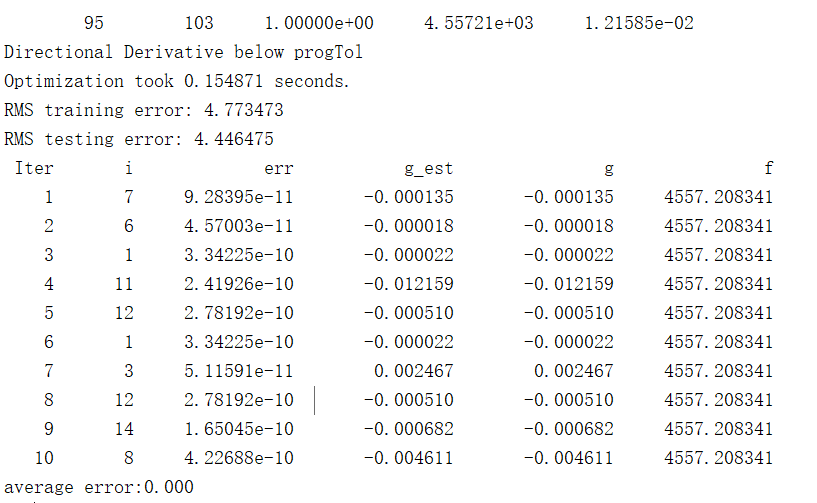 95 103 1.00000e+00 4.55721e+03 1.21585e-02
Directional Derivative below progTol
Optimization took 0.154871 seconds.
RMS training error: 4.773473
RMS testing error: 4.446475
Iter i err g_est g f
1 7 9.28395e-11 -0.000135 -0.000135 4557.208341
2 6 4.57003e-11 -0.000018 -0.000018 4557.208341
3 1 3.34225e-10 -0.000022 -0.000022 4557.208341
4 11 2.41926e-10 -0.012159 -0.012159 4557.208341
5 12 2.78192e-10 -0.000510 -0.000510 4557.208341
6 1 3.34225e-10 -0.000022 -0.000022 4557.208341
7 3 5.11591e-11 0.002467 0.002467 4557.208341
8 12 2.78192e-10 -0.000510 -0.000510 4557.208341
9 14 1.65045e-10 -0.000682 -0.000682 4557.208341
10 8 4.22688e-10 -0.004611 -0.004611 4557.208341
average error:0.000